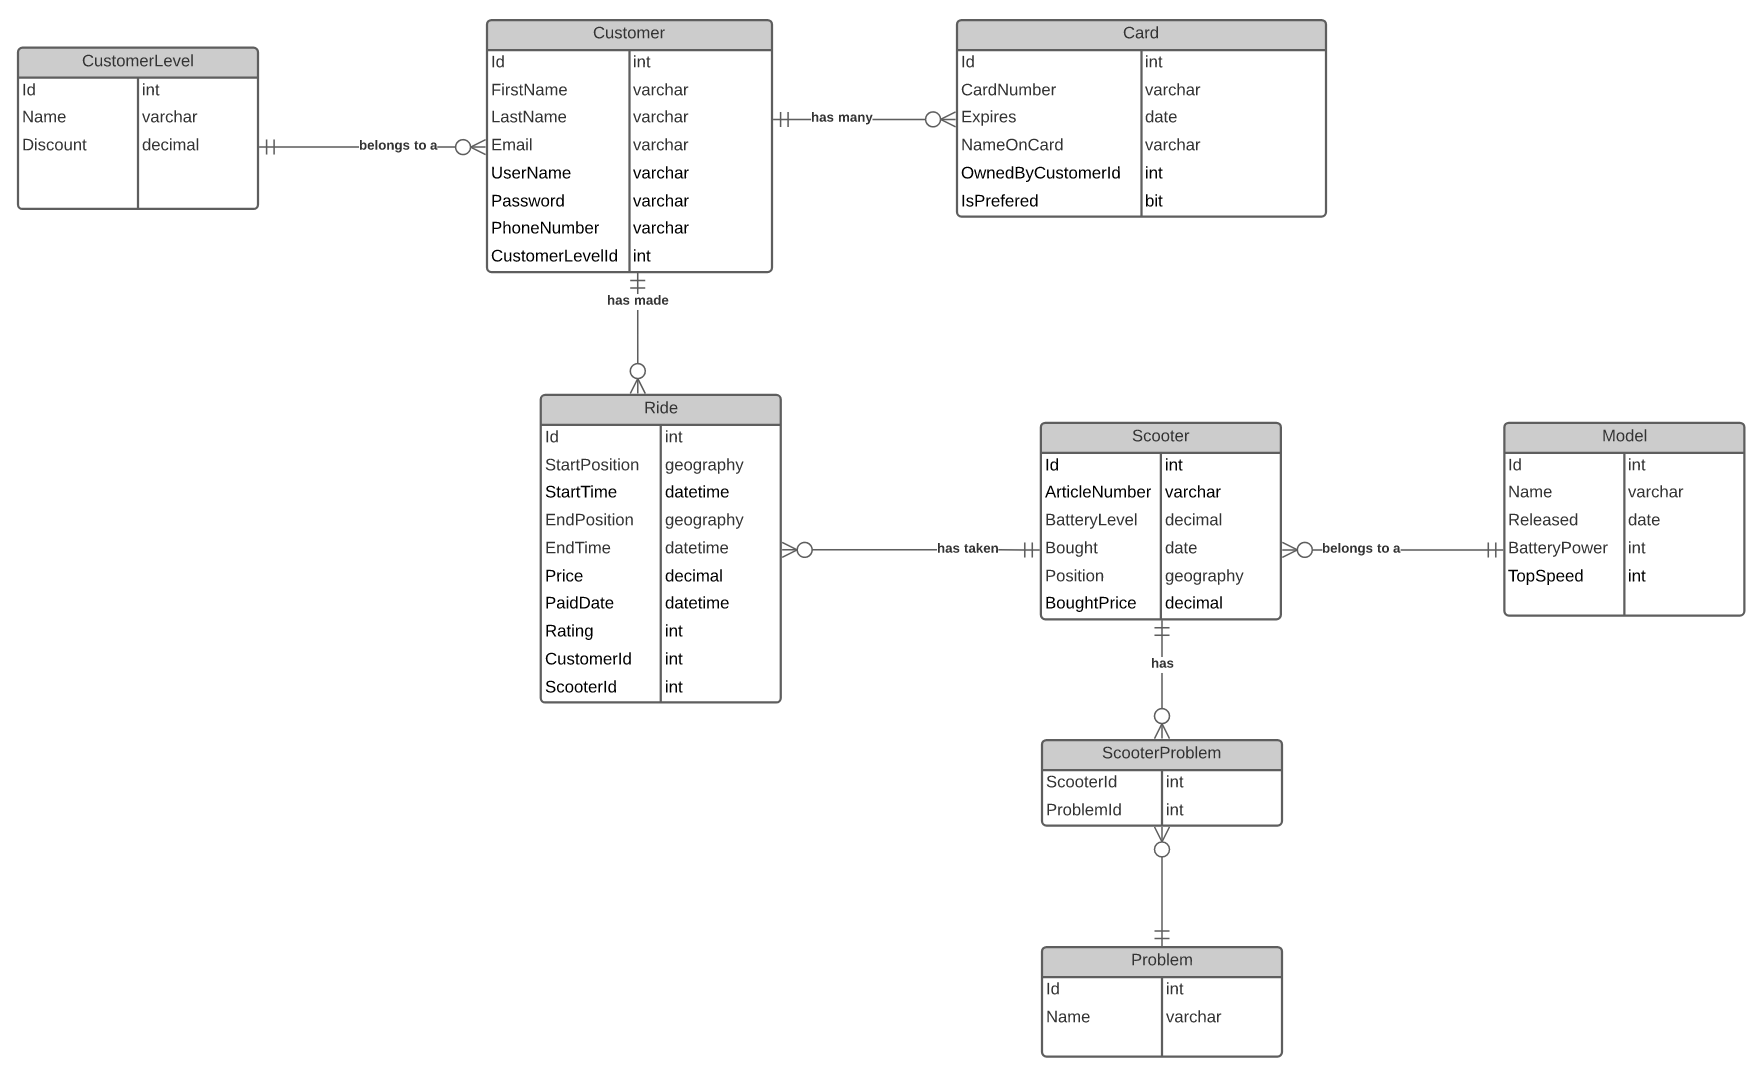 CustomerLevel
Id int
Name varchar
Discount decimal
belongs to a
Customer
Id int
FirstName varchar
LastName varchar
Email varchar
UserName varchar
Password varchar
PhoneNumber varchar
CustomerLevelId int
has many
Card
Id int
CardNumber varchar
Expires date
NameOnCard varchar
OwnedByCustomerId int
IsPrefered bit
has made
Ride
Id int
StartPosition geography
StartTime datetime
EndPosition geography
EndTime datetime
Price decimal
PaidDate datetime
Rating int
CustomerId int
ScooterId int
has taken
Scooter
Id int
ArticleNumber varchar
BatteryLevel decimal
Bought date
Position geography
BoughtPrice decimal
belongs to a
Model
Id int
Name varchar
Released date
BatteryPower int
TopSpeed int
has
ScooterProblem
ScooterId int
ProblemId int
Problem
Id int
Name varchar